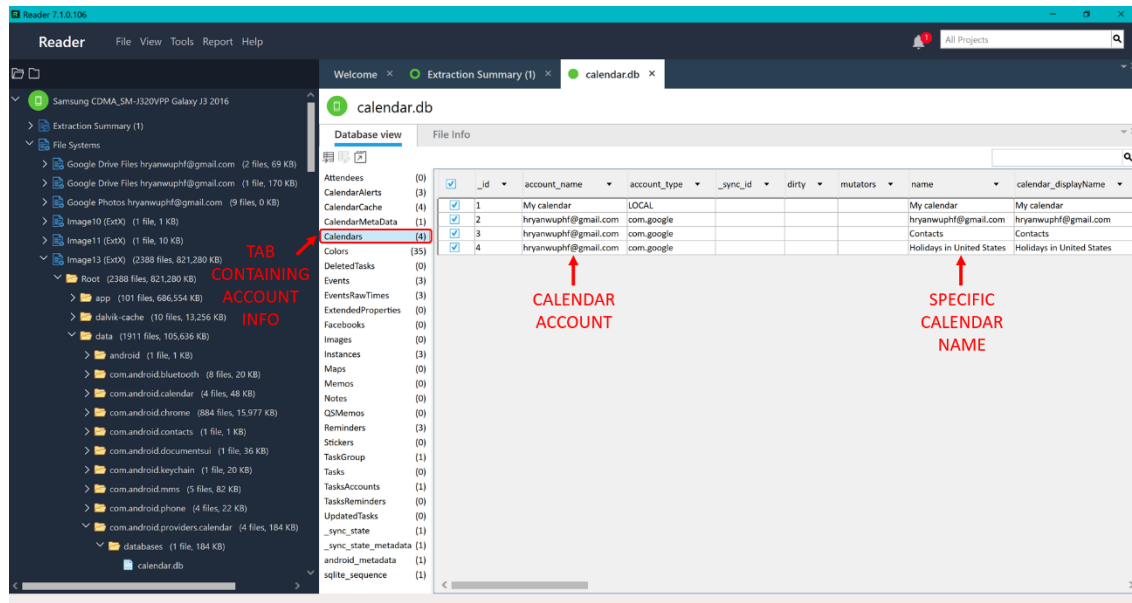 Reader 7.1.0.106
Reader File View Tools Report Help
1
All Projects
Welcome × Extraction Summary (1) × calendar.db ×
Samsung CDMA_SM-J320VPP Galaxy J3 2016
Extraction Summary (1)
File Systems
Google Drive Files hryanwuphf@gmail.com (2 files, 69 KB)
Google Drive Files hryanwuphf@gmail.com (1 file, 170 KB)
Google Photos hryanwuphf@gmail.com (9 files, 0 KB)
Image10 (ExtX) (1 file, 1 KB)
Image11 (ExtX) (1 file, 10 KB)
Image13 (ExtX) (2388 files, 821,280 KB)
Root (2388 files, 821,280 KB)
app (101 files, 686,554 KB)
dalvik-cache (10 files, 13,256 KB)
data (1911 files, 105,636 KB)
android (1 file, 1 KB)
com.android.bluetooth (8 files, 20 KB)
com.android.calendar (4 files, 48 KB)
com.android.chrome (884 files, 15,977 KB)
com.android.contacts (1 file, 1 KB)
com.android.documentsui (1 file, 36 KB)
com.android.keychain (1 file, 20 KB)
com.android.mms (5 files, 82 KB)
com.android.phone (4 files, 22 KB)
com.android.providers.calendar (4 files, 184 KB)
databases (1 file, 184 KB)
calendar.db
TAB
CONTAINING
ACCOUNT
INFO
calendar.db
Database view File Info
Attendees (0)
CalendarAlerts (3)
CalendarCache (4)
CalendarMetaData (1)
Calendars (4)
Colors (35)
DeletedTasks (0)
Events (3)
EventsRawTimes (3)
ExtendedProperties (0)
Facebooks (0)
Images (0)
Instances (3)
Maps (0)
Memos (0)
Notes (0)
QSMemos (0)
Reminders (3)
Stickers (0)
TaskGroup (1)
Tasks (0)
TasksAccounts (1)
TasksReminders (0)
UpdatedTasks (0)
_sync_state (1)
_sync_state_metadata (1)
android_metadata (1)
sqlite_sequence (1)
_id account_name account_type _sync_id dirty mutators name calendar_displayName
1 My calendar LOCAL My calendar My calendar
2 hryanwuphf@gmail.com com.google hryanwuphf@gmail.com hryanwuphf@gmail.com
3 hryanwuphf@gmail.com com.google Contacts Contacts
4 hryanwuphf@gmail.com com.google Holidays in United States Holidays in United States
CALENDAR
ACCOUNT
SPECIFIC
CALENDAR
NAME